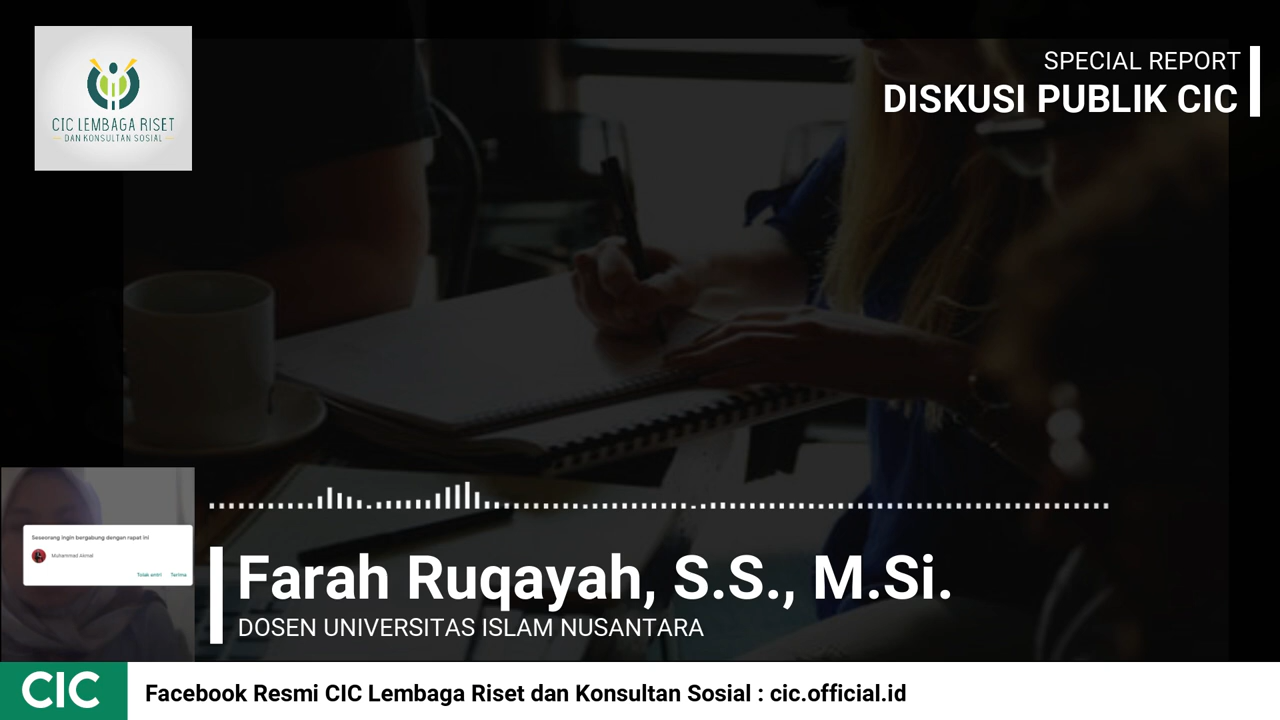 CIC LEMBAGA RISET
DAN KONSULTAN SOSIAL
SPECIAL REPORT
DISKUSI PUBLIK CIC
Seseorang ingin bergabung dengan rapat ini
Muhammad Akmal
Tolak entri Terima
Farah Ruqayah, S.S., M.Si.
DOSEN UNIVERSITAS ISLAM NUSANTARA
CIC
Facebook Resmi CIC Lembaga Riset dan Konsultan Sosial : cic.official.id